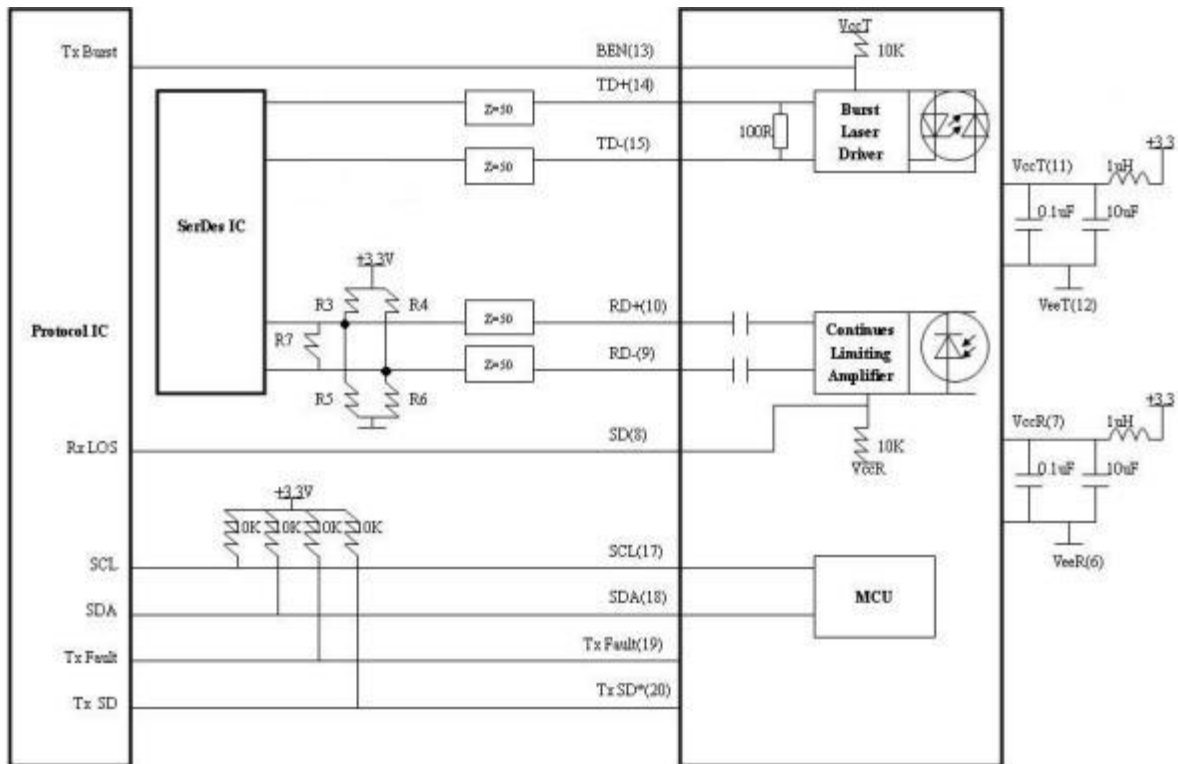 Tx Burst
BEN(13)
VccT
10K
TD+(14)
Z=50
100R
Burst
Laser
Driver
TD-(15)
Z=50
SerDes IC
+3.3
VccT(11)
1uH
0.1uF
10uF
VeeT(12)
+3.3V
R3
R4
R7
Z=50
RD+(10)
Continues
Limiting
Amplifier
Protocol IC
Z=50
RD-(9)
R5
R6
Rx LOS
SD(8)
10K
VccR
+3.3
VccR(7)
1uH
0.1uF
10uF
VeeR(6)
+3.3V
10K
10K
10K
10K
SCL
SCL(17)
SDA
SDA(18)
MCU
Tx Fault
Tx Fault(19)
Tx SD
Tx SD*(20)